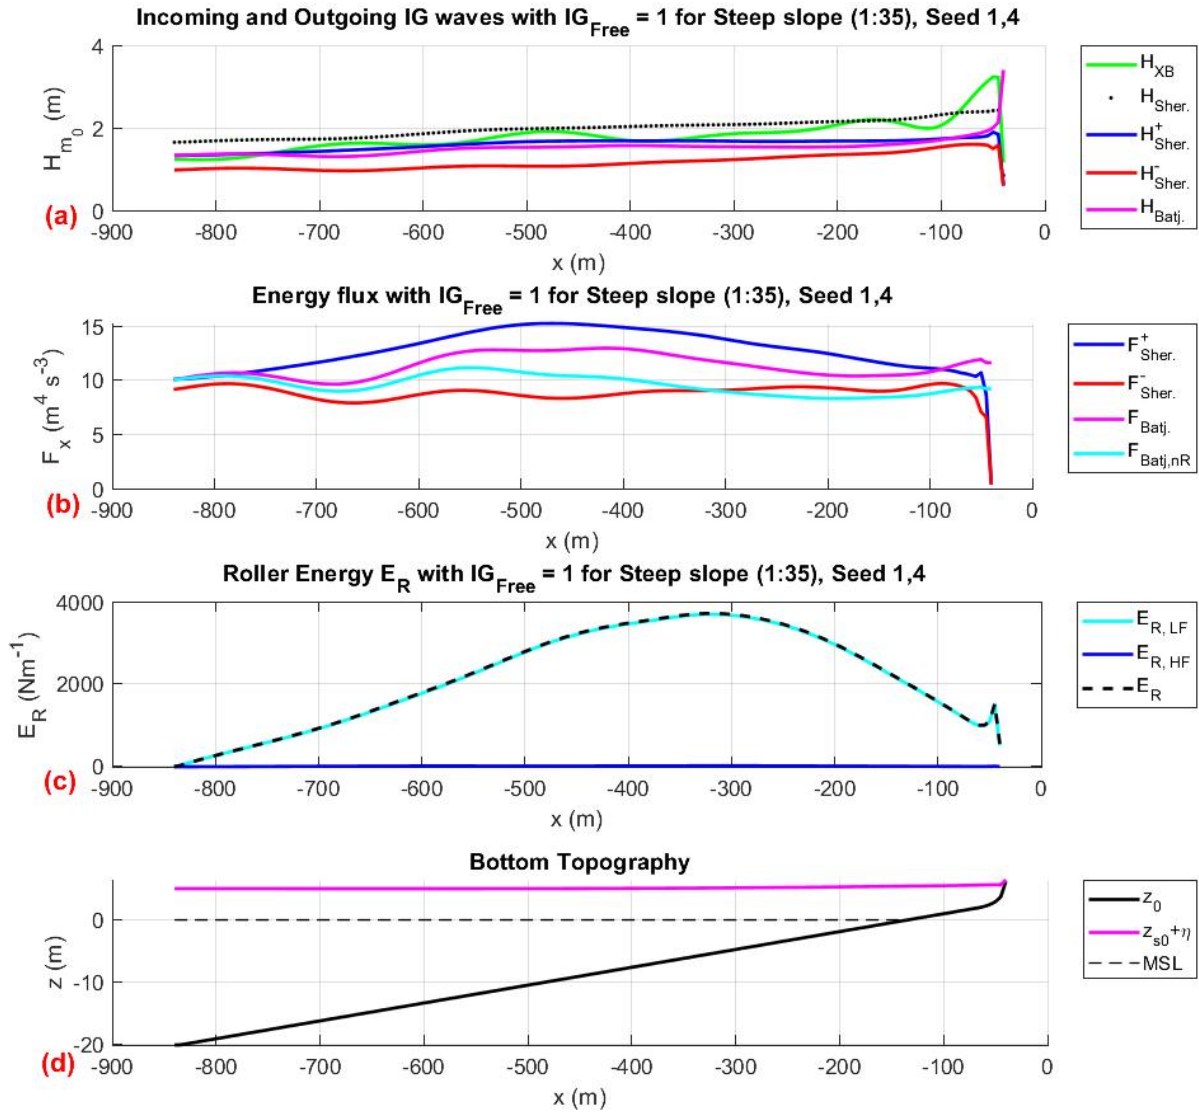 Incoming and Outgoing IG waves with IG_Free = 1 for Steep slope (1:35), Seed 1,4
4
2
0
H_m_0 (m)
(a)
-900 -800 -700 -600 -500 -400 -300 -200 -100 0
x (m)
H_XB
H_Sher.
H^+_Sher.
H^-_Sher.
H_Batj.
Energy flux with IG_Free = 1 for Steep slope (1:35), Seed 1,4
15
10
5
0
F_x (m^4 s^-3)
(b)
-900 -800 -700 -600 -500 -400 -300 -200 -100 0
x (m)
F^+_Sher.
F^-_Sher.
F_Batj.
F_Batj,nR
Roller Energy E_R with IG_Free = 1 for Steep slope (1:35), Seed 1,4
4000
2000
0
E_R (Nm^-1)
(c)
-900 -800 -700 -600 -500 -400 -300 -200 -100 0
x (m)
E_R, LF
E_R, HF
E_R
Bottom Topography
0
-10
-20
z (m)
(d)
-900 -800 -700 -600 -500 -400 -300 -200 -100 0
x (m)
z_0
z_s0+η
MSL